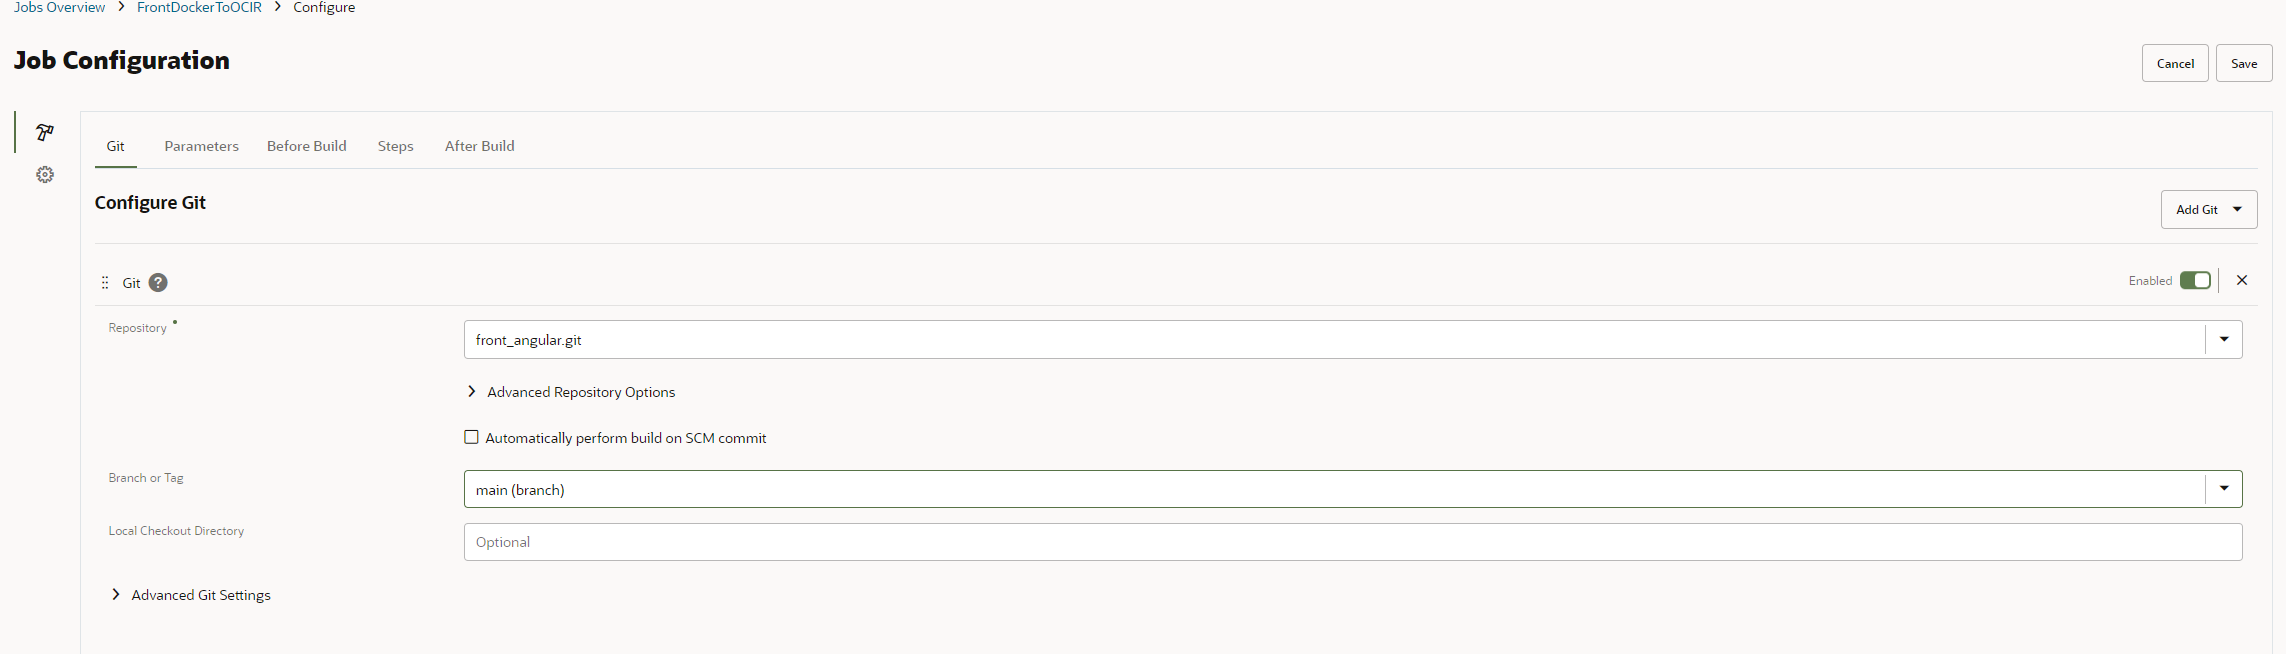 Jobs Overview > FrontDockerToOCIR > Configure
Job Configuration
Cancel Save
Git Parameters Before Build Steps After Build
Configure Git
Add Git
Git ?
Enabled
Repository
front_angular.git
Advanced Repository Options
Automatically perform build on SCM commit
Branch or Tag
main (branch)
Local Checkout Directory
Optional
Advanced Git Settings